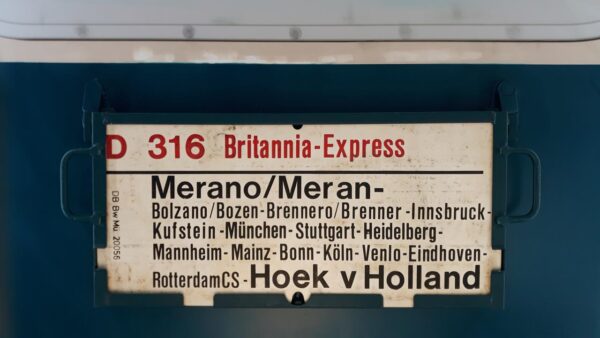 D 316 Britannia-Express
Merano/Meran-
Bolzano/Bozen-Brennero/Brenner-Innsbruck-
Kufstein-München-Stuttgart-Heidelberg-
Mannheim-Mainz-Bonn-Köln-Venlo-Eindhoven-
RotterdamCS-Hoek v Holland
DB Bw Mü 20056